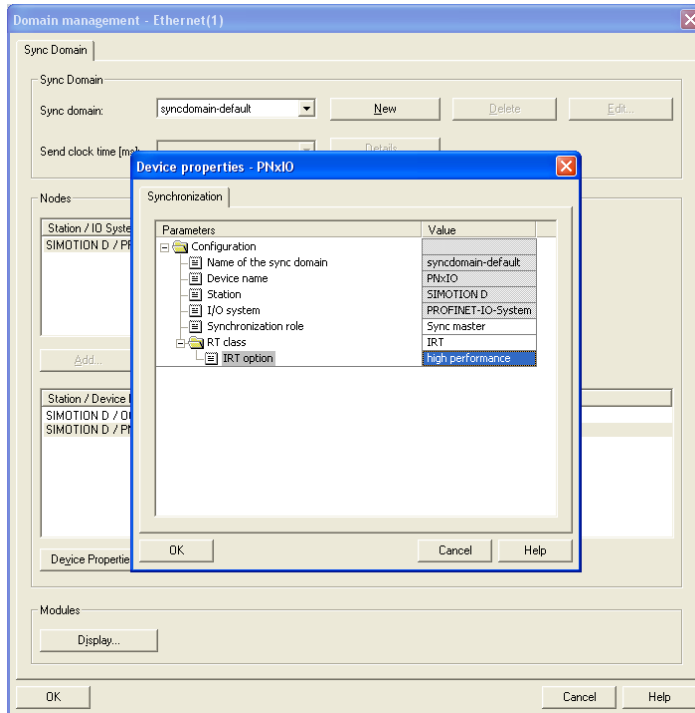 Domain management - Ethernet(1)
Sync Domain
Sync Domain
Sync domain: syncdomain-default New Delete Edit...
Send clock time [ms]: Details...
Device properties - PNxIO
Nodes
Synchronization
Station / IO Syste
SIMOTION D / PR
Parameters Value
Configuration
Name of the sync domain syncdomain-default
Device name PNxIO
Station SIMOTION D
I/O system PROFINET-IO-System
Synchronization role Sync master
RT class IRT
IRT option high performance
Add...
Station / Device
SIMOTION D /
SIMOTION D / PN
OK Cancel Help
Device Propertie
Modules
Display...
OK Cancel Help